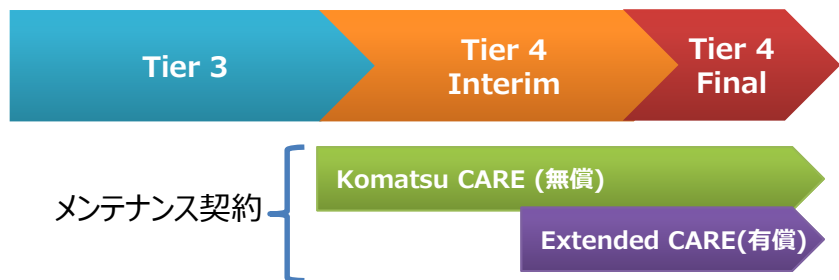 Tier 3
Tier 4
Interim
Tier 4
Final
メンテナンス契約
Komatsu CARE (無償)
Extended CARE(有償)